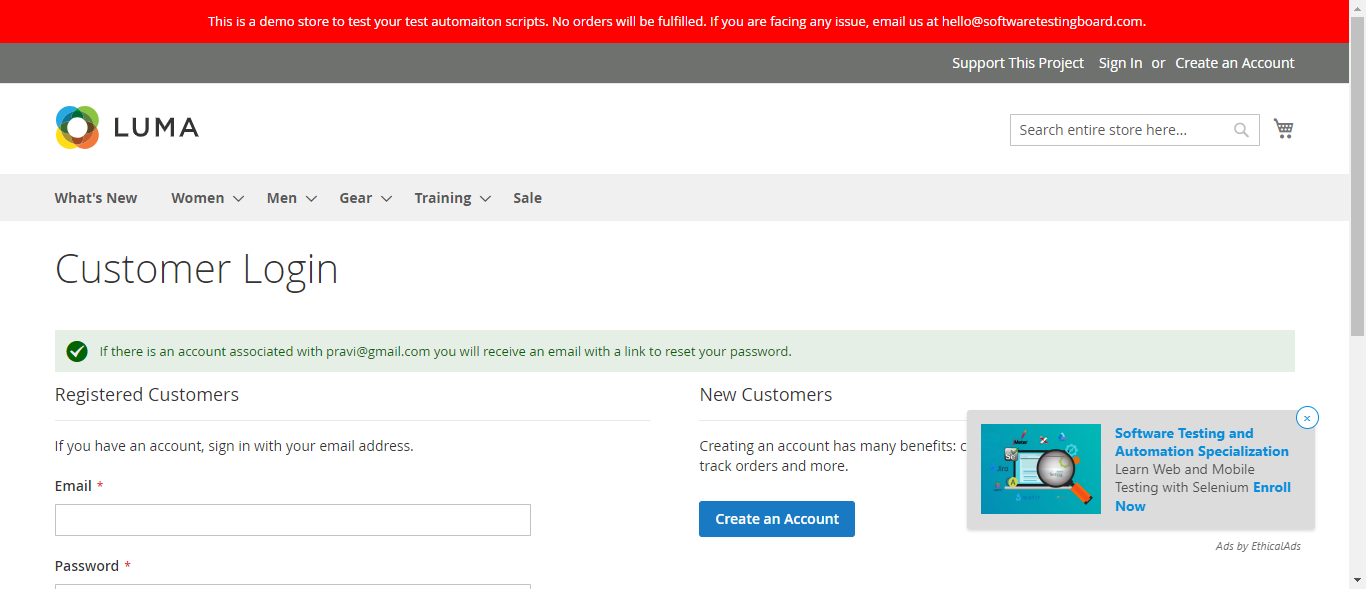 This is a demo store to test your test automaiton scripts. No orders will be fulfilled. If you are facing any issue, email us at hello@softwaretestingboard.com.
Support This Project Sign In or Create an Account
LUMA
Search entire store here...
What's New Women Men Gear Training Sale
Customer Login
If there is an account associated with pravi@gmail.com you will receive an email with a link to reset your password.
Registered Customers
If you have an account, sign in with your email address.
Email *
Password *
New Customers
Creating an account has many benefits:
track orders and more.
Create an Account
Software Testing and
Automation Specialization
Learn Web and Mobile
Testing with Selenium Enroll
Now
Ads by EthicalAds